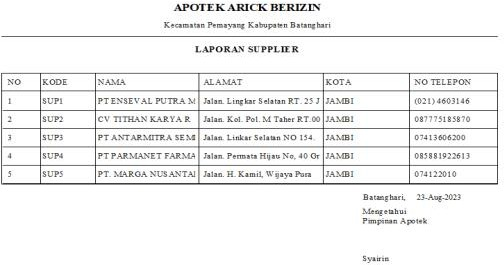 APOTEK ARICK BERIZIN
Kecamatan Pemayang Kabupaten Batanghari
LAPORAN SUPPLIER
NO KODE NAMA ALAMAT KOTA NO TELEPON
1 SUP1 PT ENSEVAL PUTRA M Jalan. Lingkar Selatan RT. 25 J JAMBI (021) 4603146
2 SUP2 CV TITHAN KARYA R Jalan. Kol. Pol. M Taher RT.00 JAMBI 087775185870
3 SUP3 PT ANTARMITRA SEMI Jalan. Linkar Selatan NO 154. JAMBI 07413606200
4 SUP4 PT PARMANET FARMA Jalan. Permata Hijau No, 40 Gr JAMBI 085881922613
5 SUP5 PT. MARGA NUSANTAI Jalan. H. Kamil, Wijaya Pura JAMBI 074122010
Batanghari, 23-Aug-2023
Mengetahui
Pimpinan Apotek
Syairin